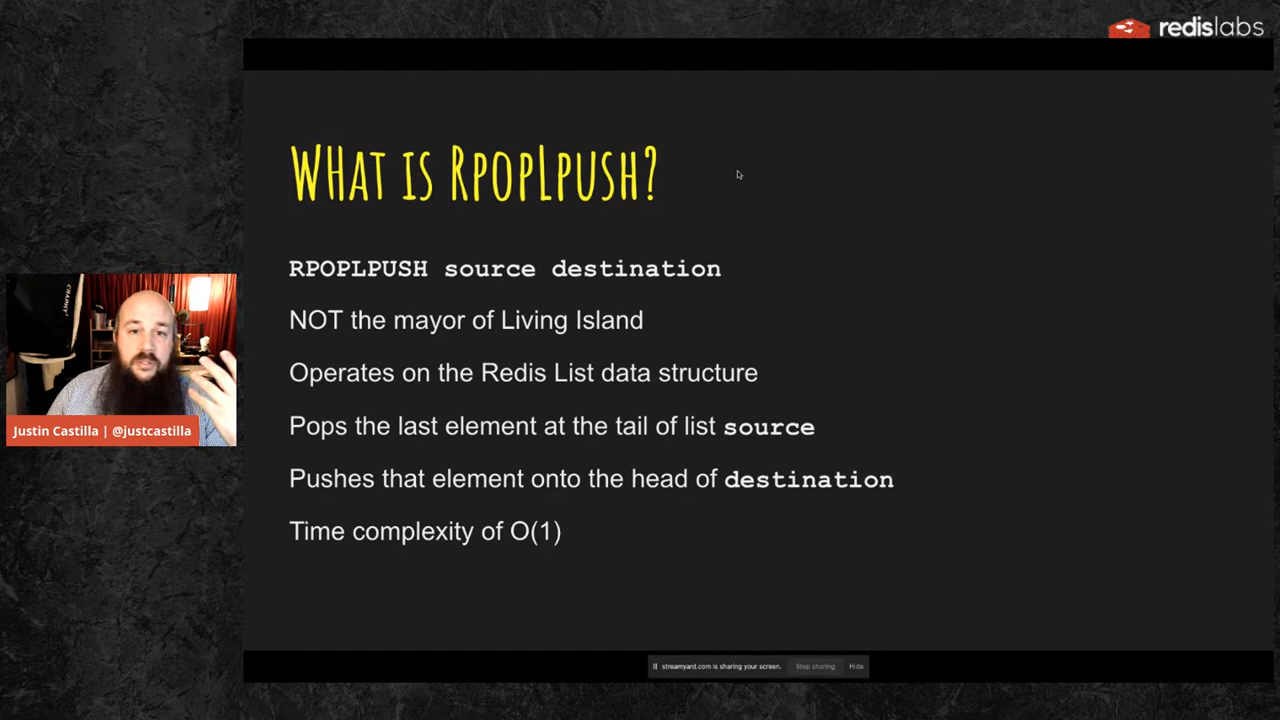 redislabs
WHAT IS RPOPLPUSH?
RPOPLPUSH source destination
NOT the mayor of Living Island
Operates on the Redis List data structure
Pops the last element at the tail of list source
Pushes that element onto the head of destination
Time complexity of O(1)
Justin Castilla | @justcastilla
streamyard.com is sharing your screen. Stop sharing Hide